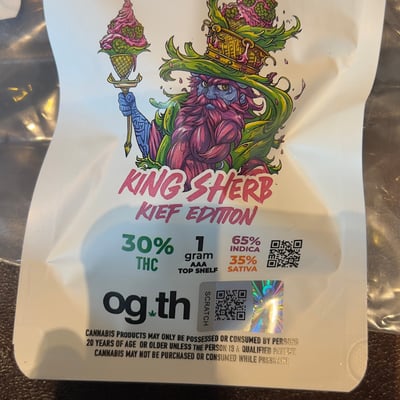 KING SHERB
KIEF EDITION
30%
THC
1
gram
AAA
TOP SHELF
65%
INDICA
35%
SATIVA
og.th
SCRATCH
CANNABIS PRODUCTS MAY ONLY BE POSSESSED OR CONSUMED BY PERSONS
20 YEARS OF AGE OR OLDER UNLESS THE PERSON IS A QUALIFIED
CANNABIS MAY NOT BE PURCHASED OR CONSUMED WHILE